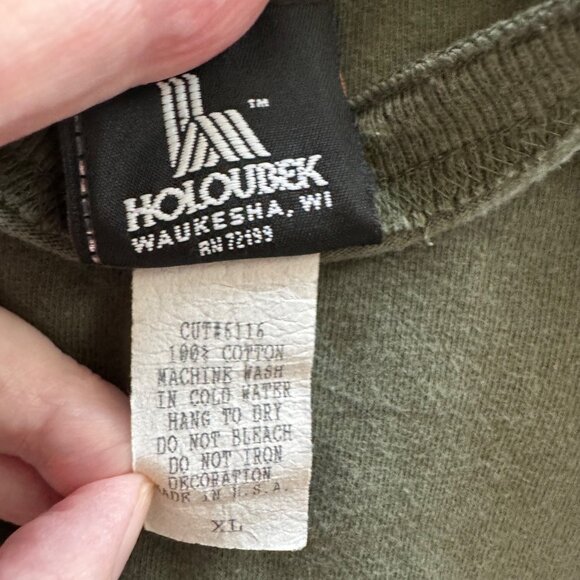 TM
HOLOUBEK
WAUKESHA, WI
RN 72199
CUT#6116
100% COTTON
MACHINE WASH
IN COLD WATER
HANG TO DRY
DO NOT BLEACH
DO NOT IRON
DECORATION
MADE IN U.S.A.
XL